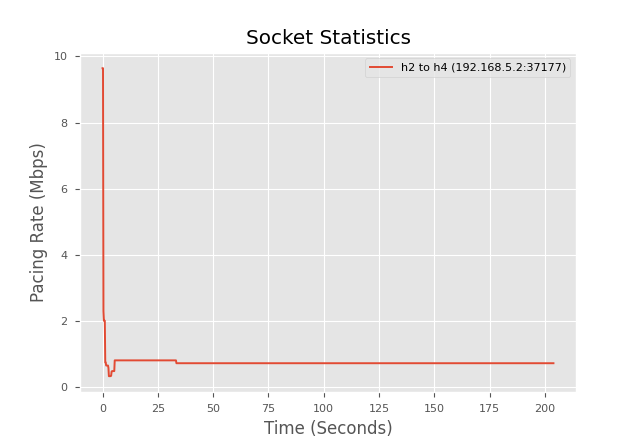 Socket Statistics
h2 to h4 (192.168.5.2:37177)
Pacing Rate (Mbps)
10
8
6
4
2
0
0 25 50 75 100 125 150 175 200
Time (Seconds)